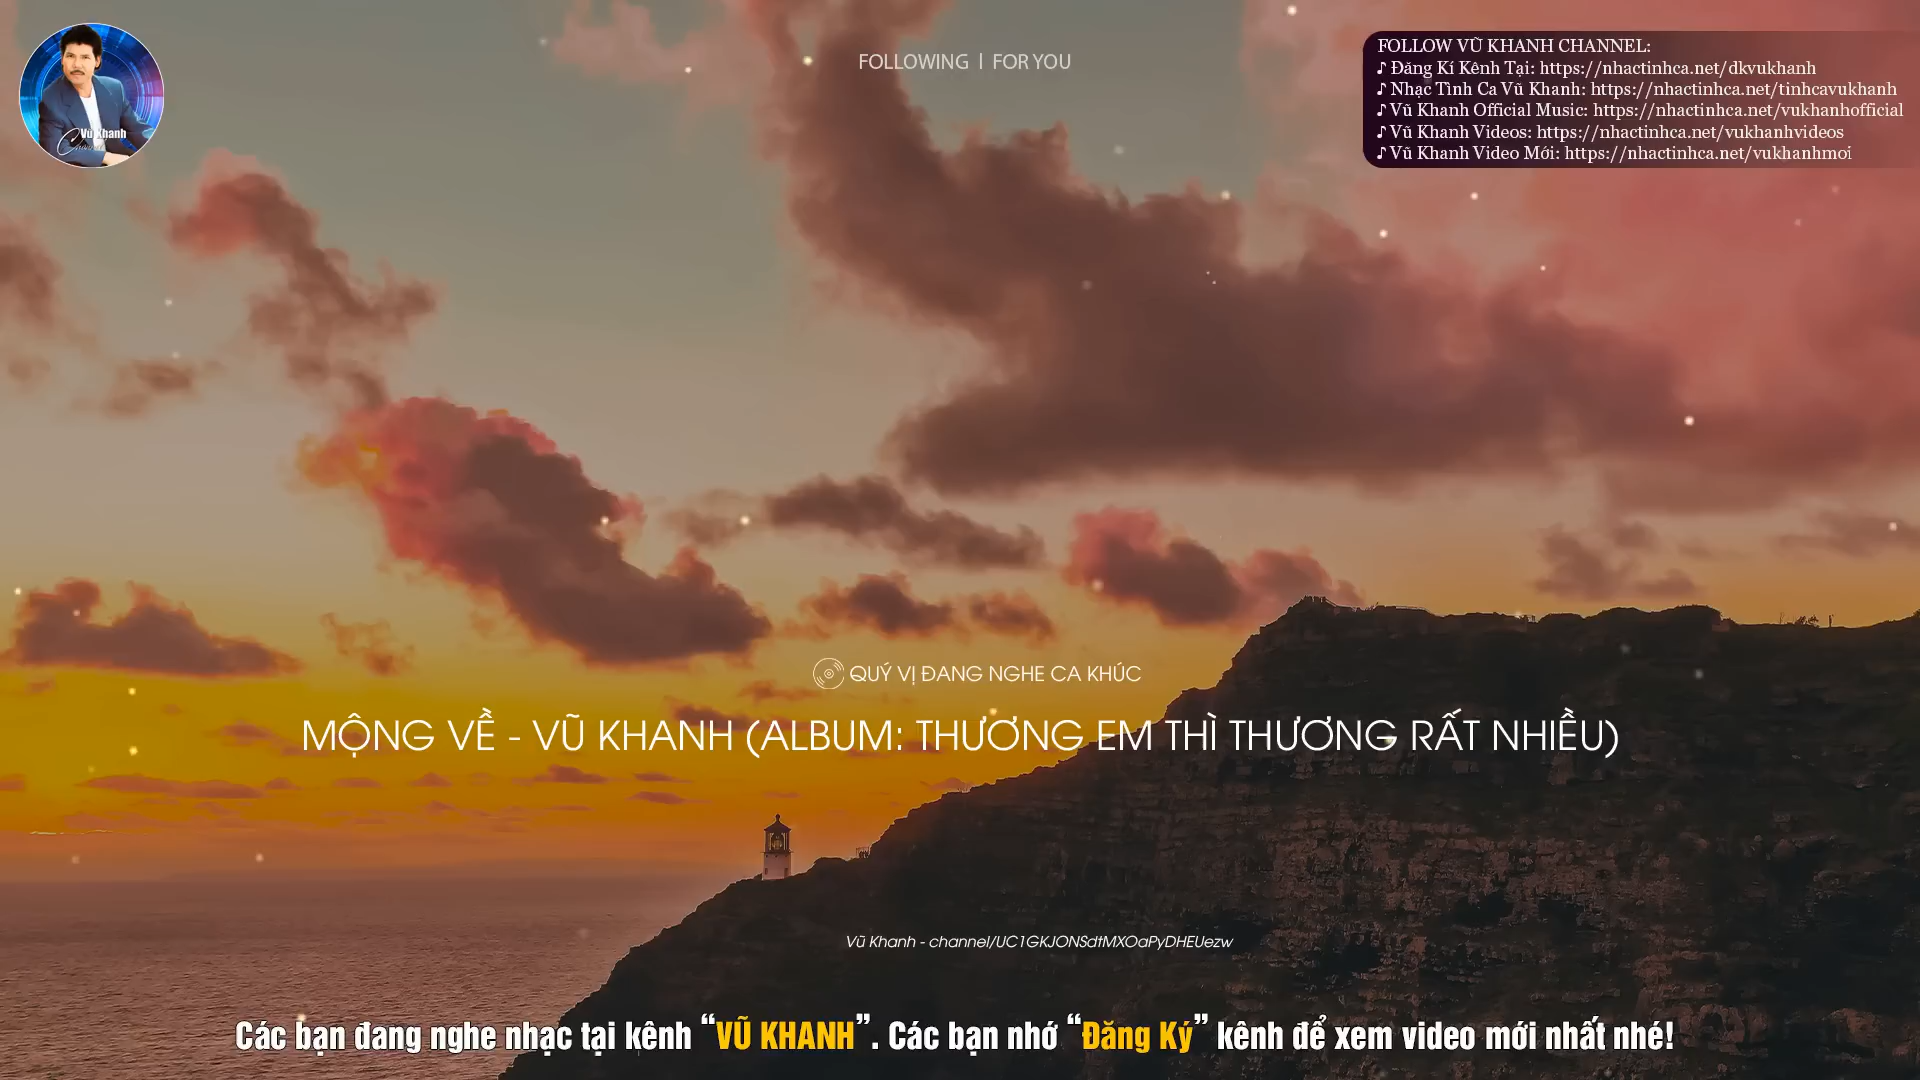 Vũ Khanh
Channel
FOLLOWING | FOR YOU
FOLLOW VŨ KHANH CHANNEL:
♪ Đăng Kí Kênh Tại: https://nhactinhca.net/dkvukhanh
♪ Nhạc Tình Ca Vũ Khanh: https://nhactinhca.net/tinhcavukhanh
♪ Vũ Khanh Official Music: https://nhactinhca.net/vukhanhofficial
♪ Vũ Khanh Videos: https://nhactinhca.net/vukhanhvideos
♪ Vũ Khanh Video Mới: https://nhactinhca.net/vukhanhmoi
QUÝ VỊ ĐANG NGHE CA KHÚC
MỘNG VỀ - VŨ KHANH (ALBUM: THƯƠNG EM THÌ THƯƠNG RẤT NHIỀU)
Vũ Khanh - channel/UC1GKJONSdtMXOaPyDHEUezw
Các bạn đang nghe nhạc tại kênh “VŨ KHANH”. Các bạn nhớ “Đăng Ký” kênh để xem video mới nhất nhé!